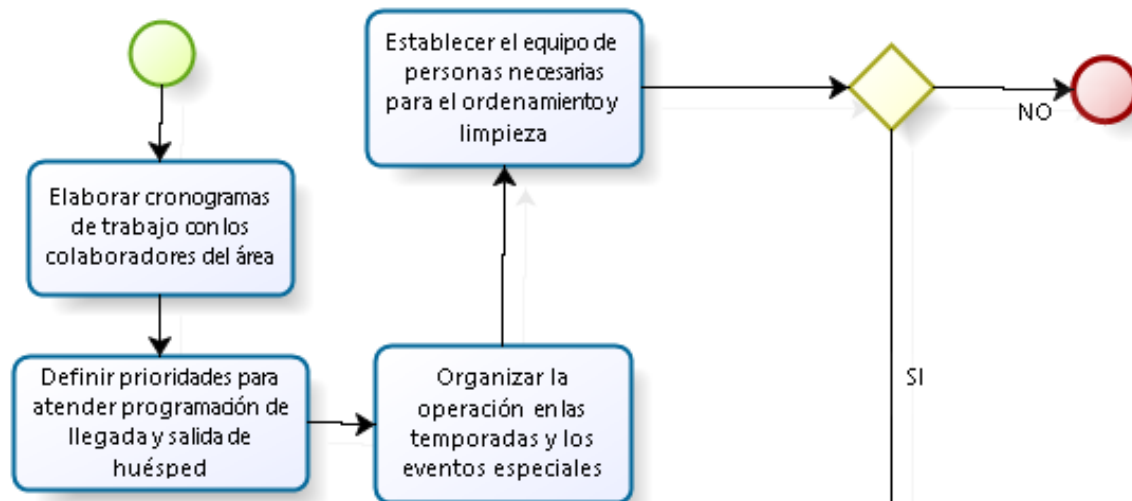 Elaborar cronogramas
de trabajo con los
colaboradores del área
Definir prioridades para
atender programación de
llegada y salida de
huésped
Organizar la
operación en las
temporadas y los
eventos especiales
Establecer el equipo de
personas necesarias
para el ordenamiento y
limpieza
NO
SI